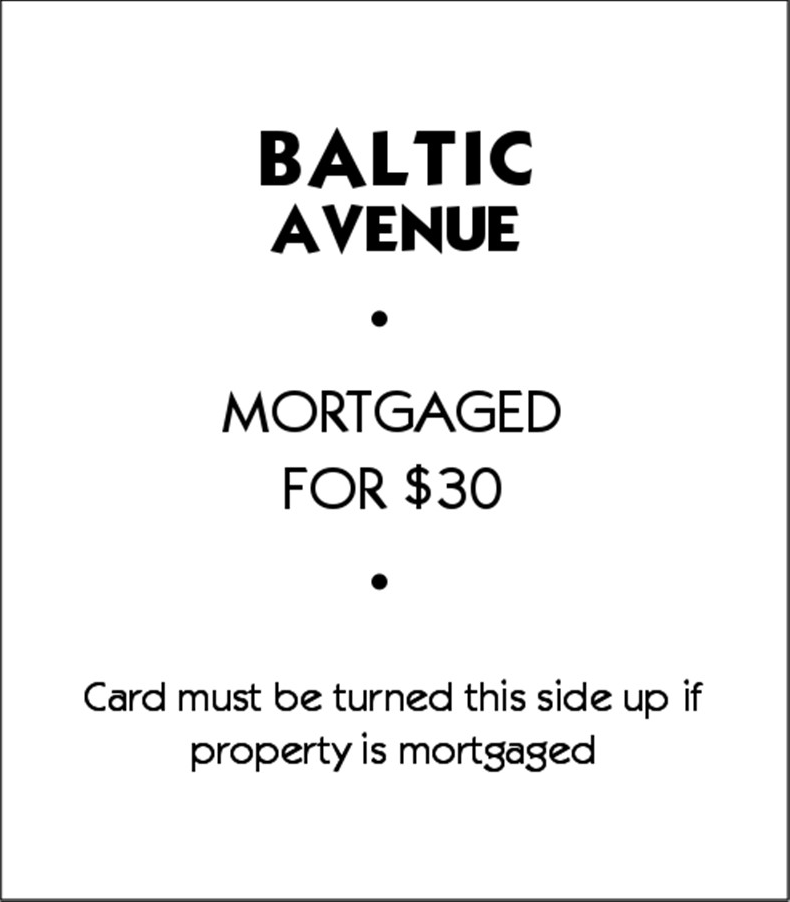 BALTIC
AVENUE
•
MORTGAGED
FOR $30
•
Card must be turned this side up if
property is mortgaged